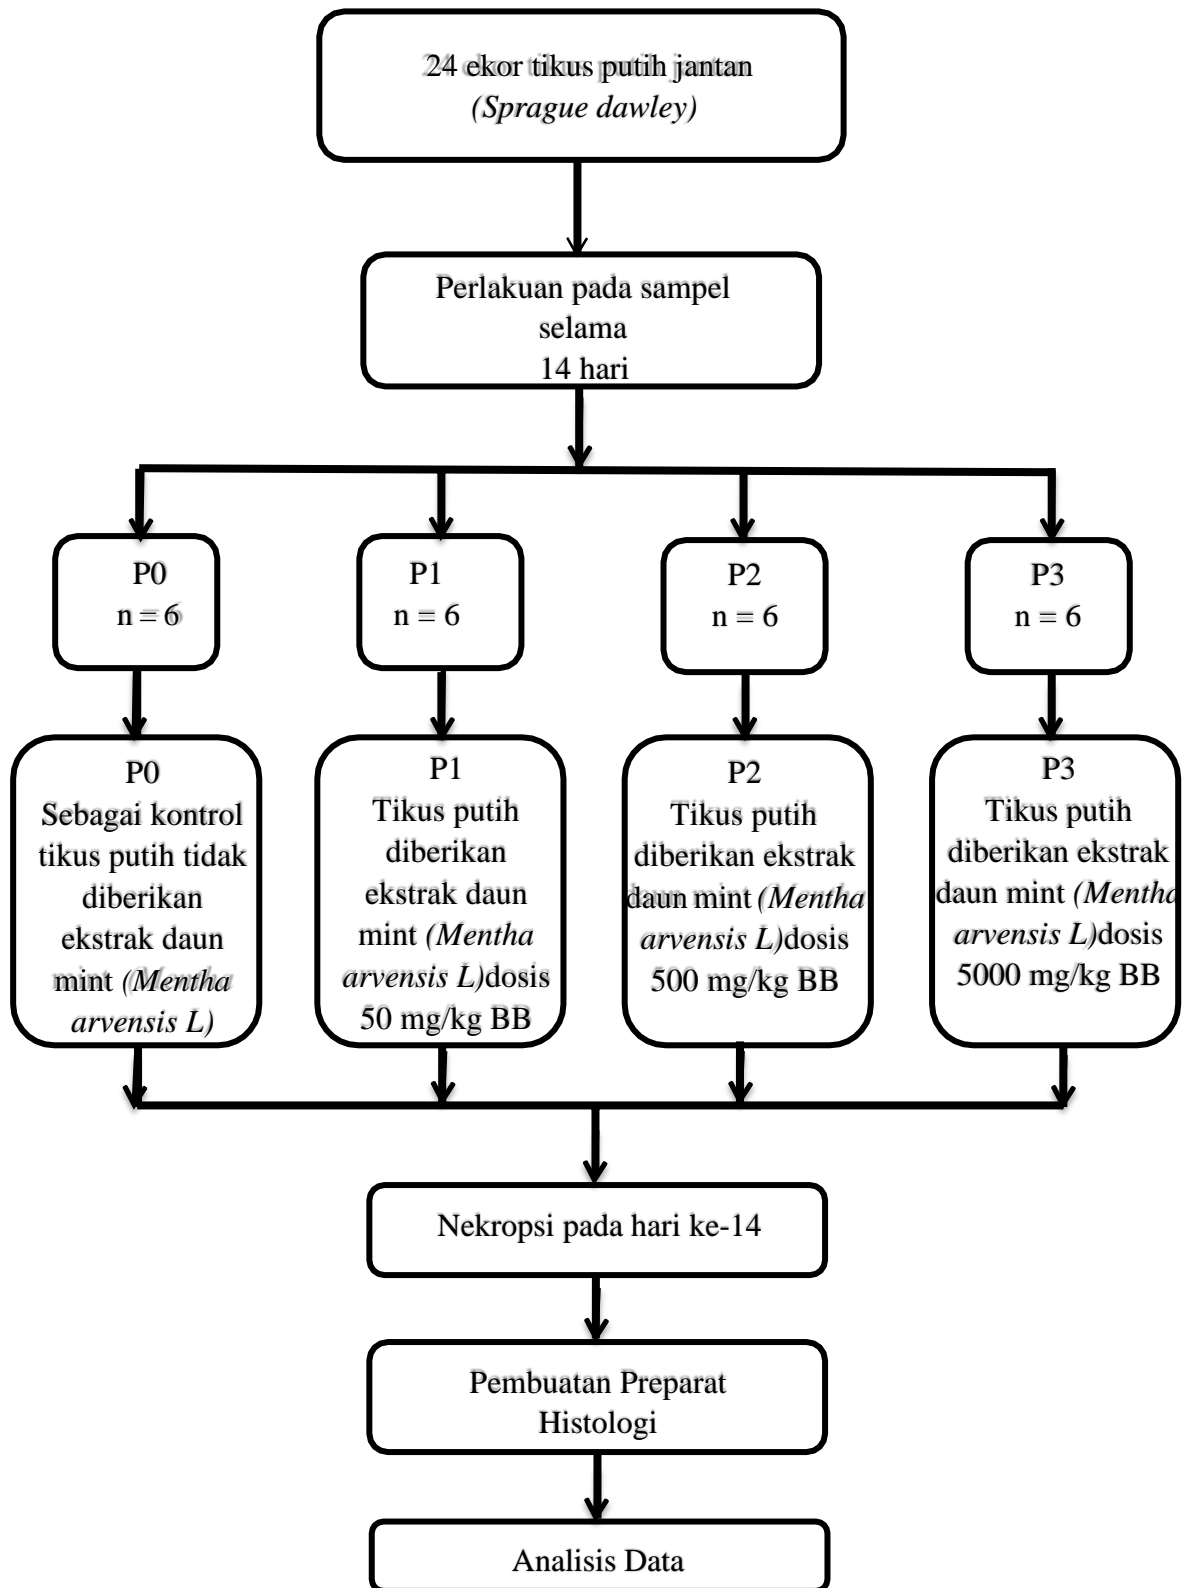 24 ekor tikus putih jantan
(Sprague dawley)
Perlakuan pada sampel
selama
14 hari
P0
n = 6
P1
n = 6
P2
n = 6
P3
n = 6
P0
Sebagai kontrol
tikus putih tidak
diberikan
ekstrak daun
mint (Mentha
arvensis L)
P1
Tikus putih
diberikan
ekstrak daun
mint (Mentha
arvensis L)dosis
50 mg/kg BB
P2
Tikus putih
diberikan ekstrak
daun mint (Mentha
arvensis L)dosis
500 mg/kg BB
P3
Tikus putih
diberikan ekstrak
daun mint (Mentha
arvensis L)dosis
5000 mg/kg BB
Nekropsi pada hari ke-14
Pembuatan Preparat
Histologi
Analisis Data